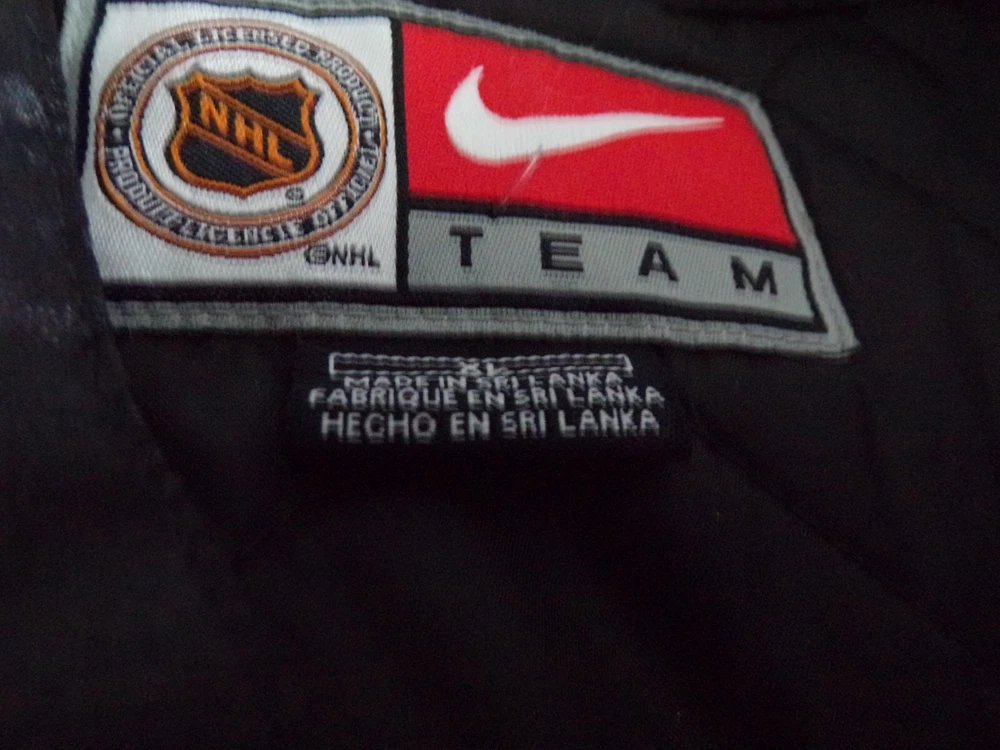 OFFICIAL LICENSED PRODUCT
NHL
PRODUIT LICENCIE OFFICIEL
®
©NHL
TEAM
XL
MADE IN SRI LANKA
FABRIQUE EN SRI LANKA
HECHO EN SRI LANKA